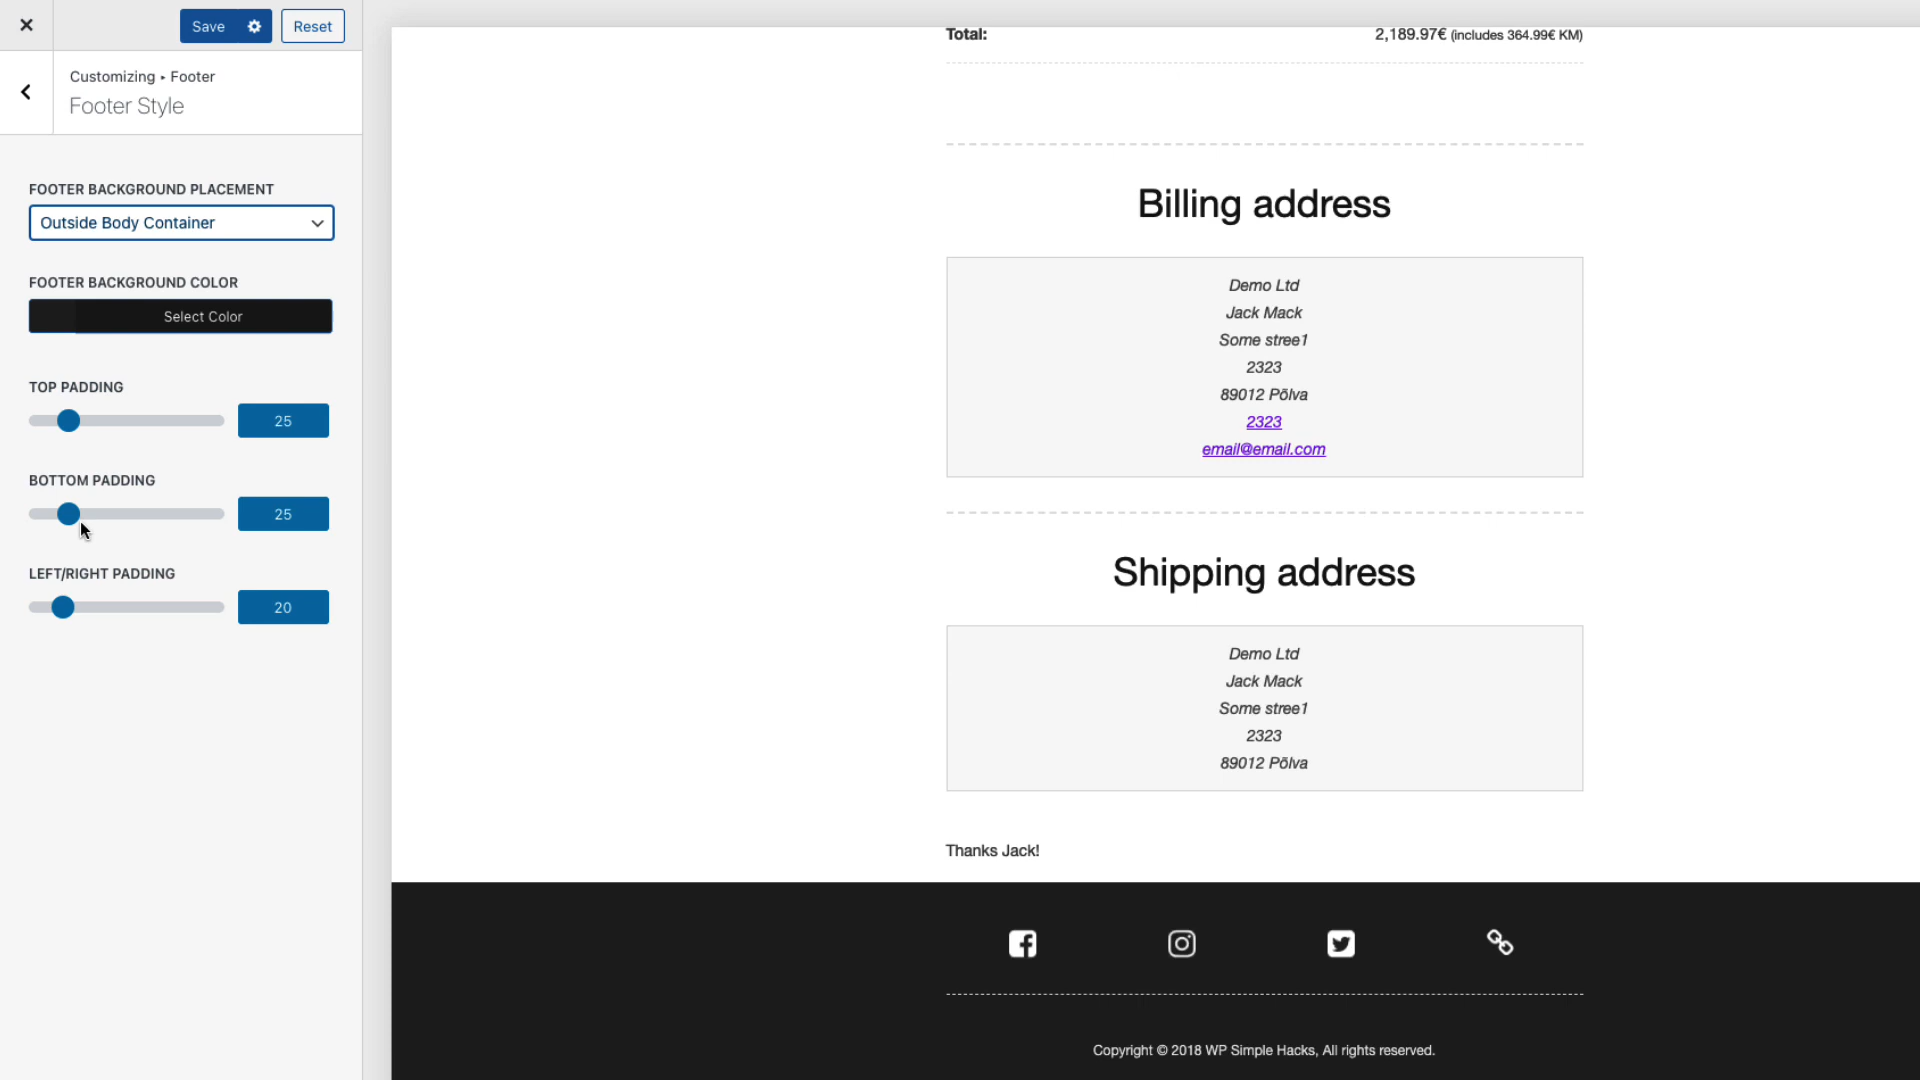 Save
Reset
Customizing ▸ Footer
Footer Style
FOOTER BACKGROUND PLACEMENT
Outside Body Container
FOOTER BACKGROUND COLOR
Select Color
TOP PADDING
25
BOTTOM PADDING
25
LEFT/RIGHT PADDING
20
Total: 2,189.97€ (includes 364.99€ KM)
Billing address
Demo Ltd
Jack Mack
Some stree1
2323
89012 Põlva
2323
email@email.com
Shipping address
Demo Ltd
Jack Mack
Some stree1
2323
89012 Põlva
Thanks Jack!
Copyright © 2018 WP Simple Hacks, All rights reserved.